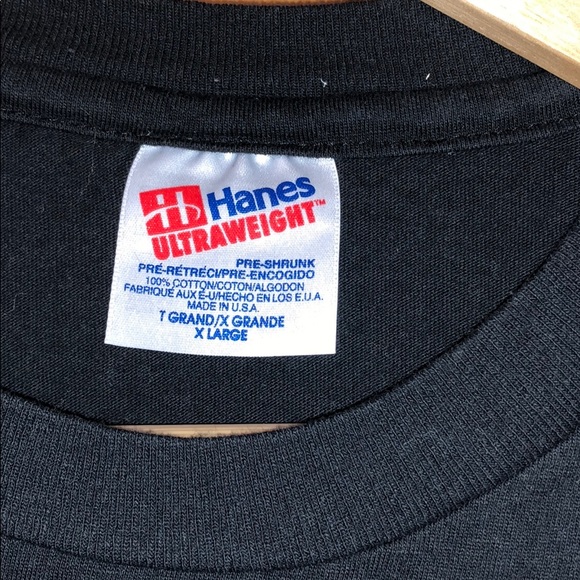 Hanes
ULTRAWEIGHT™
PRE-SHRUNK
PRÉ-RÉTRÉCI/PRE-ENCOGIDO
100% COTTON/COTON/ALGODON
FABRIQUÉ AUX É-U/HECHO EN LOS E.U.A.
MADE IN U.S.A.
T GRAND/X GRANDE
X LARGE